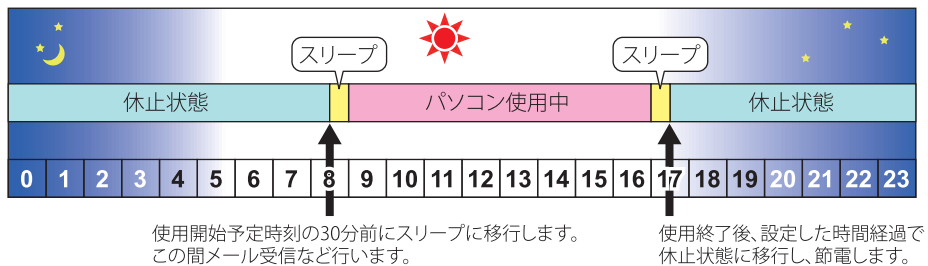 スリープ
スリープ
休止状態
パソコン使用中
休止状態
0 1 2 3 4 5 6 7 8 9 10 11 12 13 14 15 16 17 18 19 20 21 22 23
使用開始予定時刻の30分前にスリープに移行します。
この間メール受信など行います。
使用終了後、設定した時間経過で
休止状態に移行し、節電します。